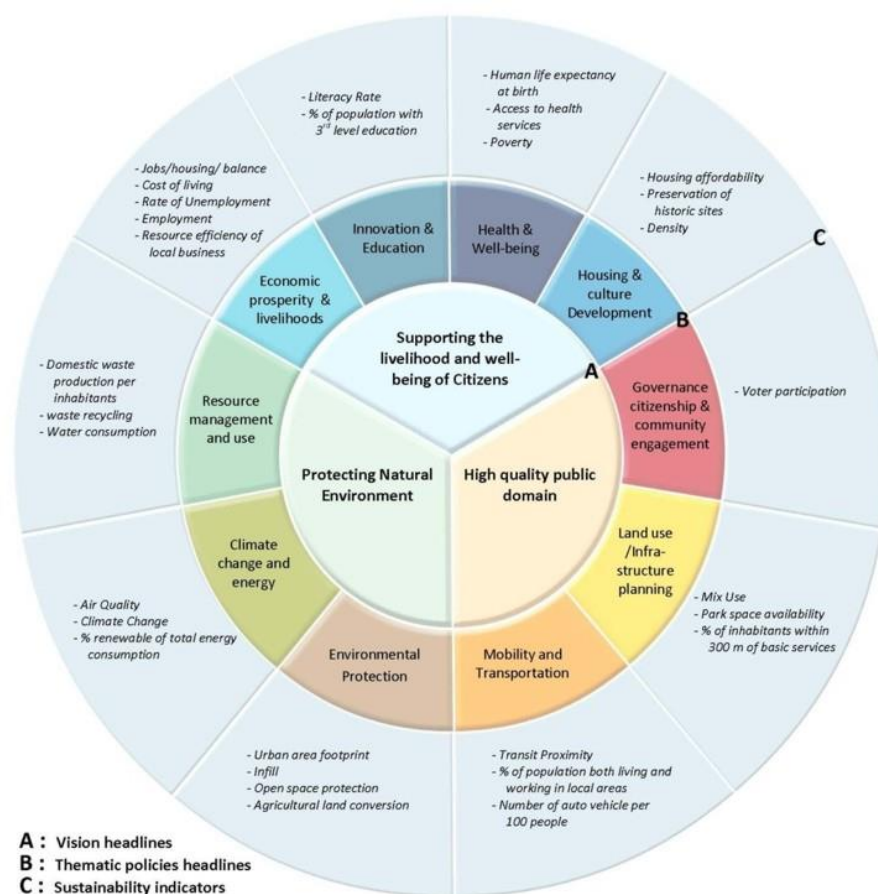 - Literacy Rate
- % of population with
3rd level education
- Human life expectancy
at birth
- Access to health
services
- Poverty
- Jobs/housing/ balance
- Cost of living
- Rate of Unemployment
- Employment
- Resource efficiency of
local business
- Housing affordability
- Preservation of
historic sites
- Density
C
Innovation &
Education
Health &
Well-being
Economic
prosperity &
livelihoods
Housing &
culture
Development
B
Supporting the
livelihood and well-
being of Citizens
A
- Domestic waste
production per
inhabitants
- waste recycling
- Water consumption
Resource
management
and use
Governance
citizenship &
community
engagement
- Voter participation
Protecting Natural
Environment
High quality public
domain
Climate
change and
energy
Land use
/Infra-
structure
planning
- Air Quality
- Climate Change
- % renewable of total energy
consumption
- Mix Use
- Park space availability
- % of inhabitants within
300 m of basic services
Environmental
Protection
Mobility and
Transportation
- Urban area footprint
- Infill
- Open space protection
- Agricultural land conversion
- Transit Proximity
- % of population both living and
working in local areas
- Number of auto vehicle per
100 people
A : Vision headlines
B : Thematic policies headlines
C : Sustainability indicators